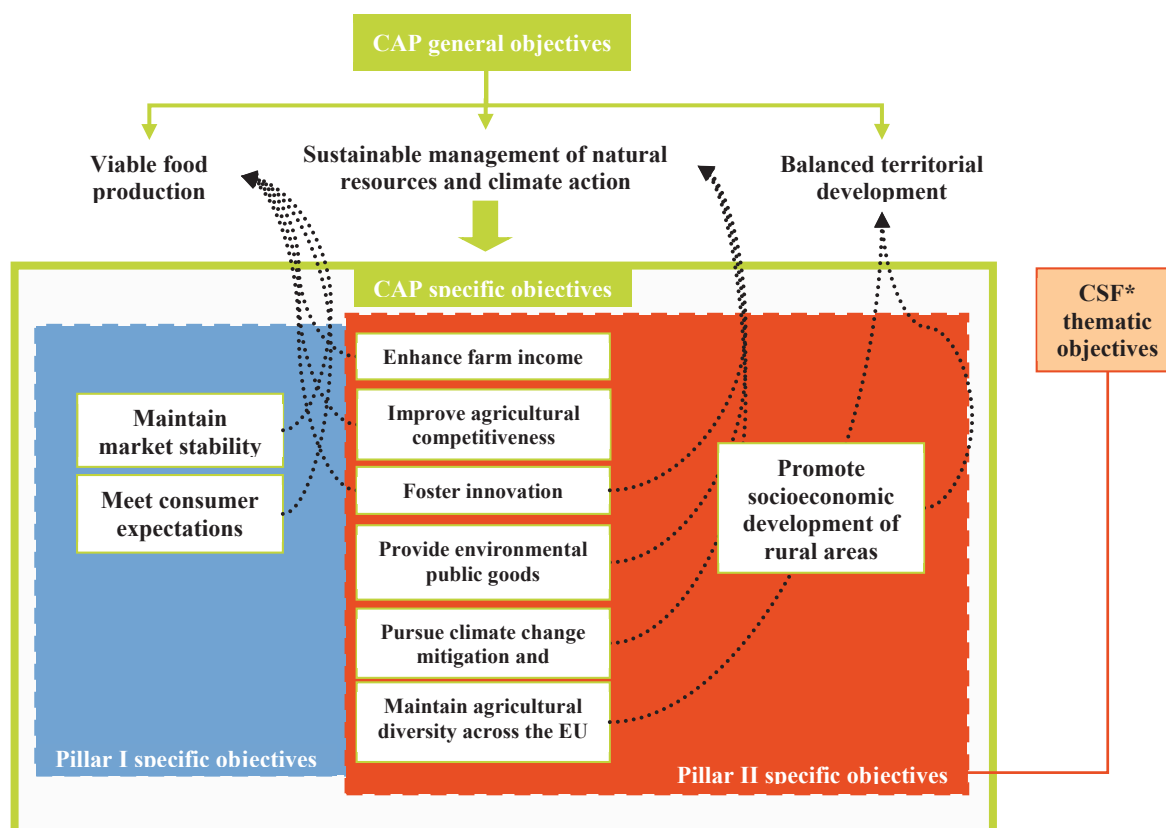 CAP general objectives
Viable food
production
Sustainable management of natural
resources and climate action
Balanced territorial
development
CAP specific objectives
CSF*
thematic
objectives
Maintain
market stability
Meet consumer
expectations
Enhance farm income
Improve agricultural
competitiveness
Foster innovation
Provide environmental
public goods
Pursue climate change
mitigation and
Maintain agricultural
diversity across the EU
Promote
socioeconomic
development of
rural areas
Pillar I specific objectives
Pillar II specific objectives